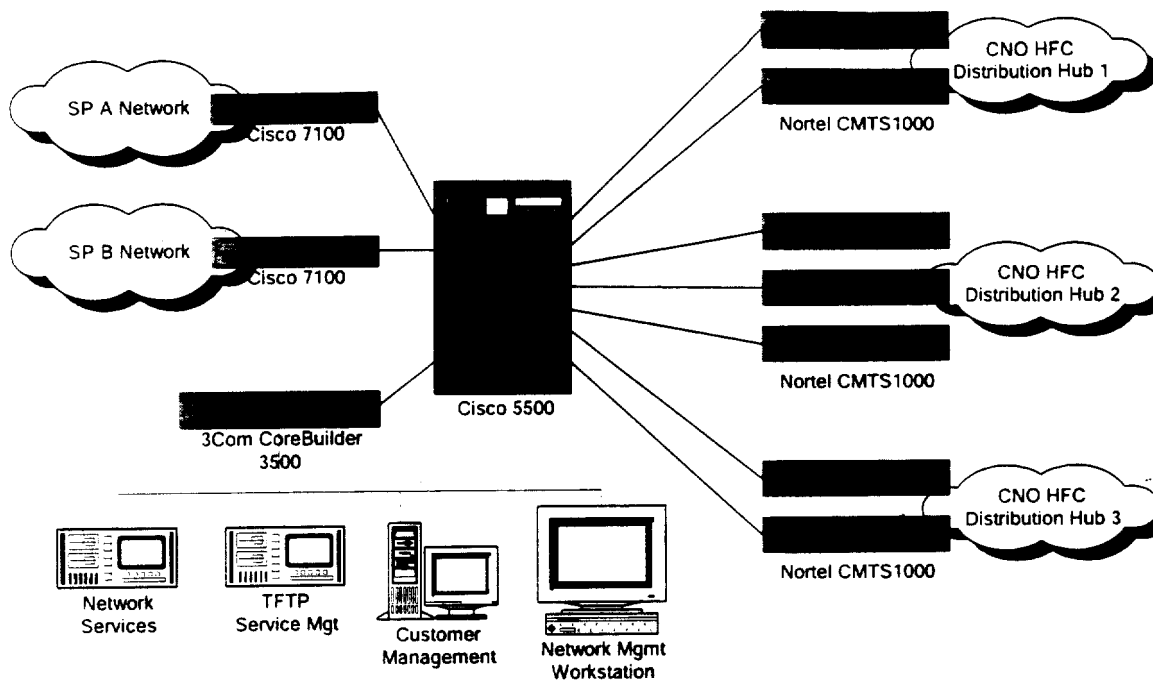 SP A Network
Cisco 7100
SP B Network
Cisco 7100
3Com CoreBuilder
3500
Cisco 5500
CNO HFC
Distribution Hub 1
Nortel CMTS1000
CNO HFC
Distribution Hub 2
Nortel CMTS1000
CNO HFC
Distribution Hub 3
Nortel CMTS1000
Network
Services
TFTP
Service Mgt
Customer
Management
Network Mgmt
Workstation